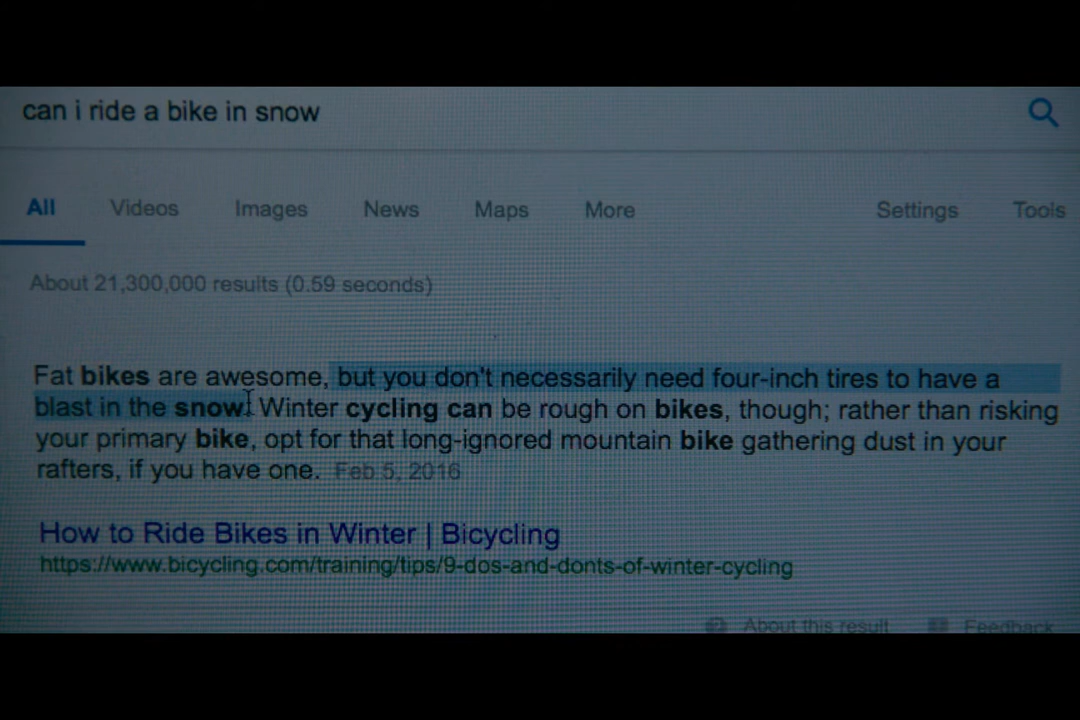 can i ride a bike in snow
All Videos Images News Maps More Settings Tools
About 21,300,000 results (0.59 seconds)
Fat bikes are awesome, but you don't necessarily need four-inch tires to have a
blast in the snow. Winter cycling can be rough on bikes, though; rather than risking
your primary bike, opt for that long-ignored mountain bike gathering dust in your
rafters, if you have one. Feb 5, 2016
How to Ride Bikes in Winter | Bicycling
https://www.bicycling.com/training/tips/9-dos-and-donts-of-winter-cycling
About this result Feedback